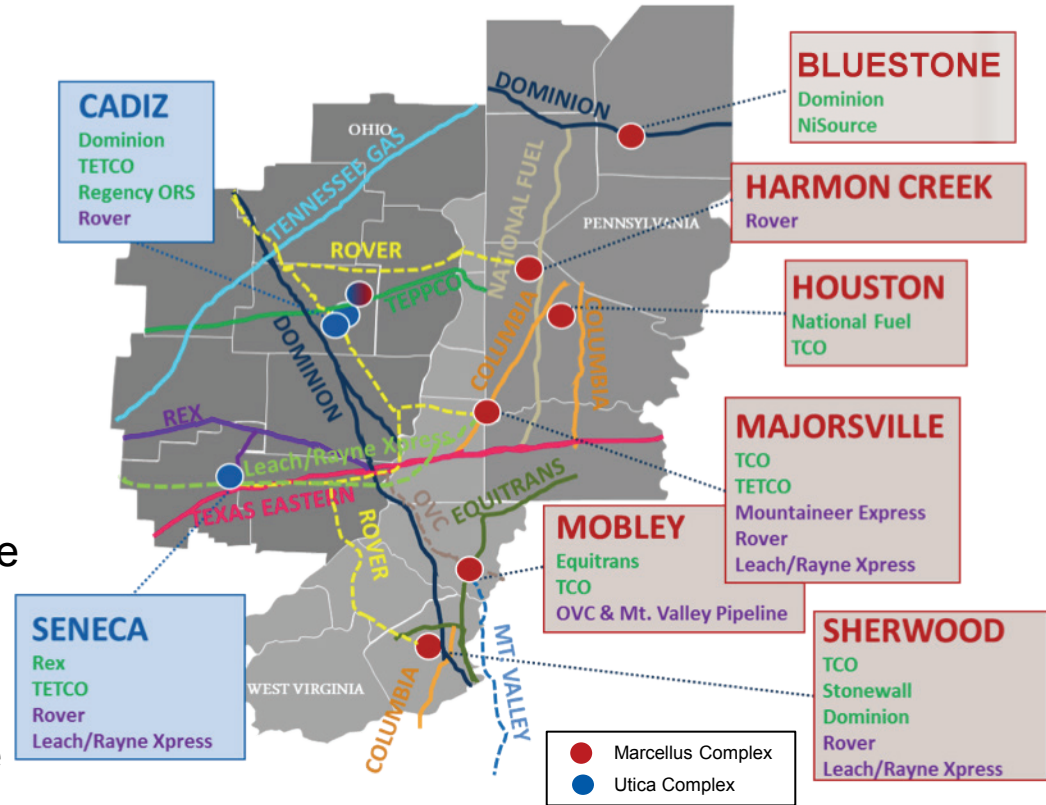 CADIZ
Dominion
TETCO
Regency ORS
Rover
BLUESTONE
Dominion
NiSource
HARMON CREEK
Rover
HOUSTON
National Fuel
TCO
MAJORSVILLE
TCO
TETCO
Mountaineer Express
Rover
Leach/Rayne Xpress
MOBLEY
Equitrans
TCO
OVC & Mt. Valley Pipeline
SHERWOOD
TCO
Stonewall
Dominion
Rover
Leach/Rayne Xpress
SENECA
Rex
TETCO
Rover
Leach/Rayne Xpress
OHIO
PENNSYLVANIA
WEST VIRGINIA
DOMINION
TENNESSEE GAS
NATIONAL FUEL
ROVER
TEPPCO
DOMINION
COLUMBIA
COLUMBIA
REX
Leach/Rayne Xpress
TEXAS EASTERN
OVC
EQUITRANS
ROVER
COLUMBIA
MT. VALLEY
Marcellus Complex
Utica Complex
e